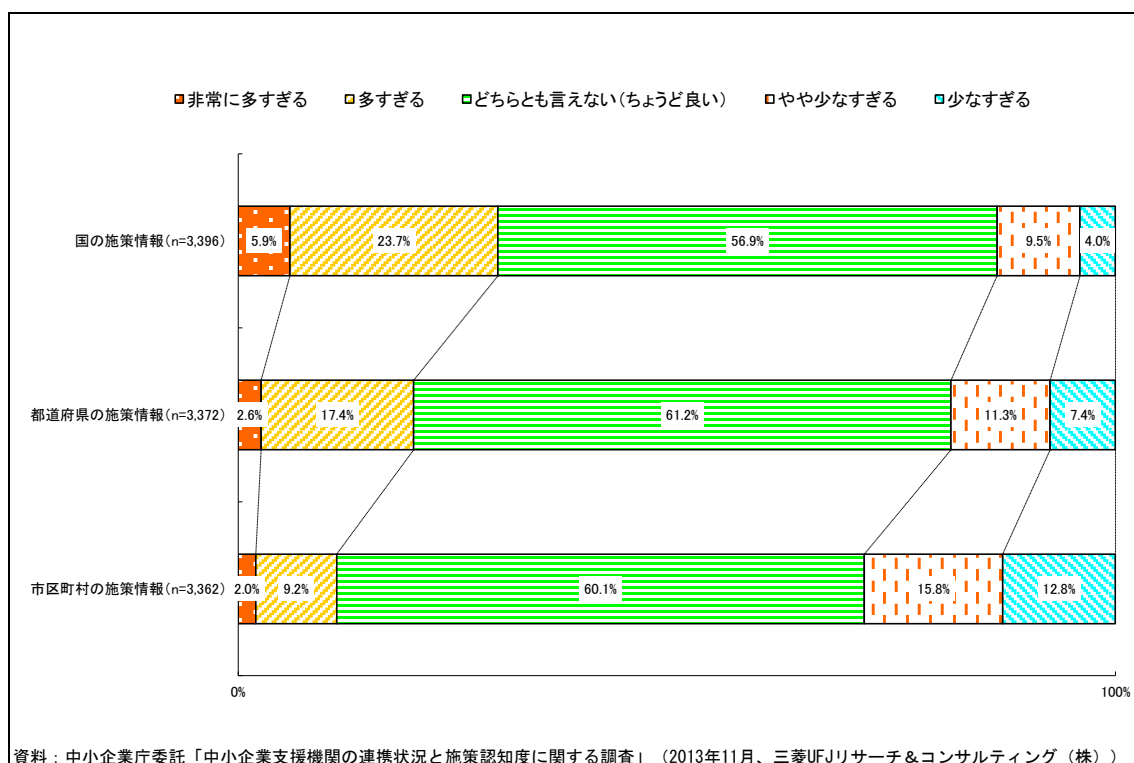 非常に多すぎる 多すぎる どちらとも言えない（ちょうど良い） やや少なすぎる 少なすぎる
国の施策情報(n=3,396) 5.9% 23.7% 56.9% 9.5% 4.0%
都道府県の施策情報(n=3,372) 2.6% 17.4% 61.2% 11.3% 7.4%
市区町村の施策情報(n=3,362) 2.0% 9.2% 60.1% 15.8% 12.8%
0% 100%
資料：中小企業庁委託「中小企業支援機関の連携状況と施策認知度に関する調査」（2013年11月、三菱UFJリサーチ＆コンサルティング（株））